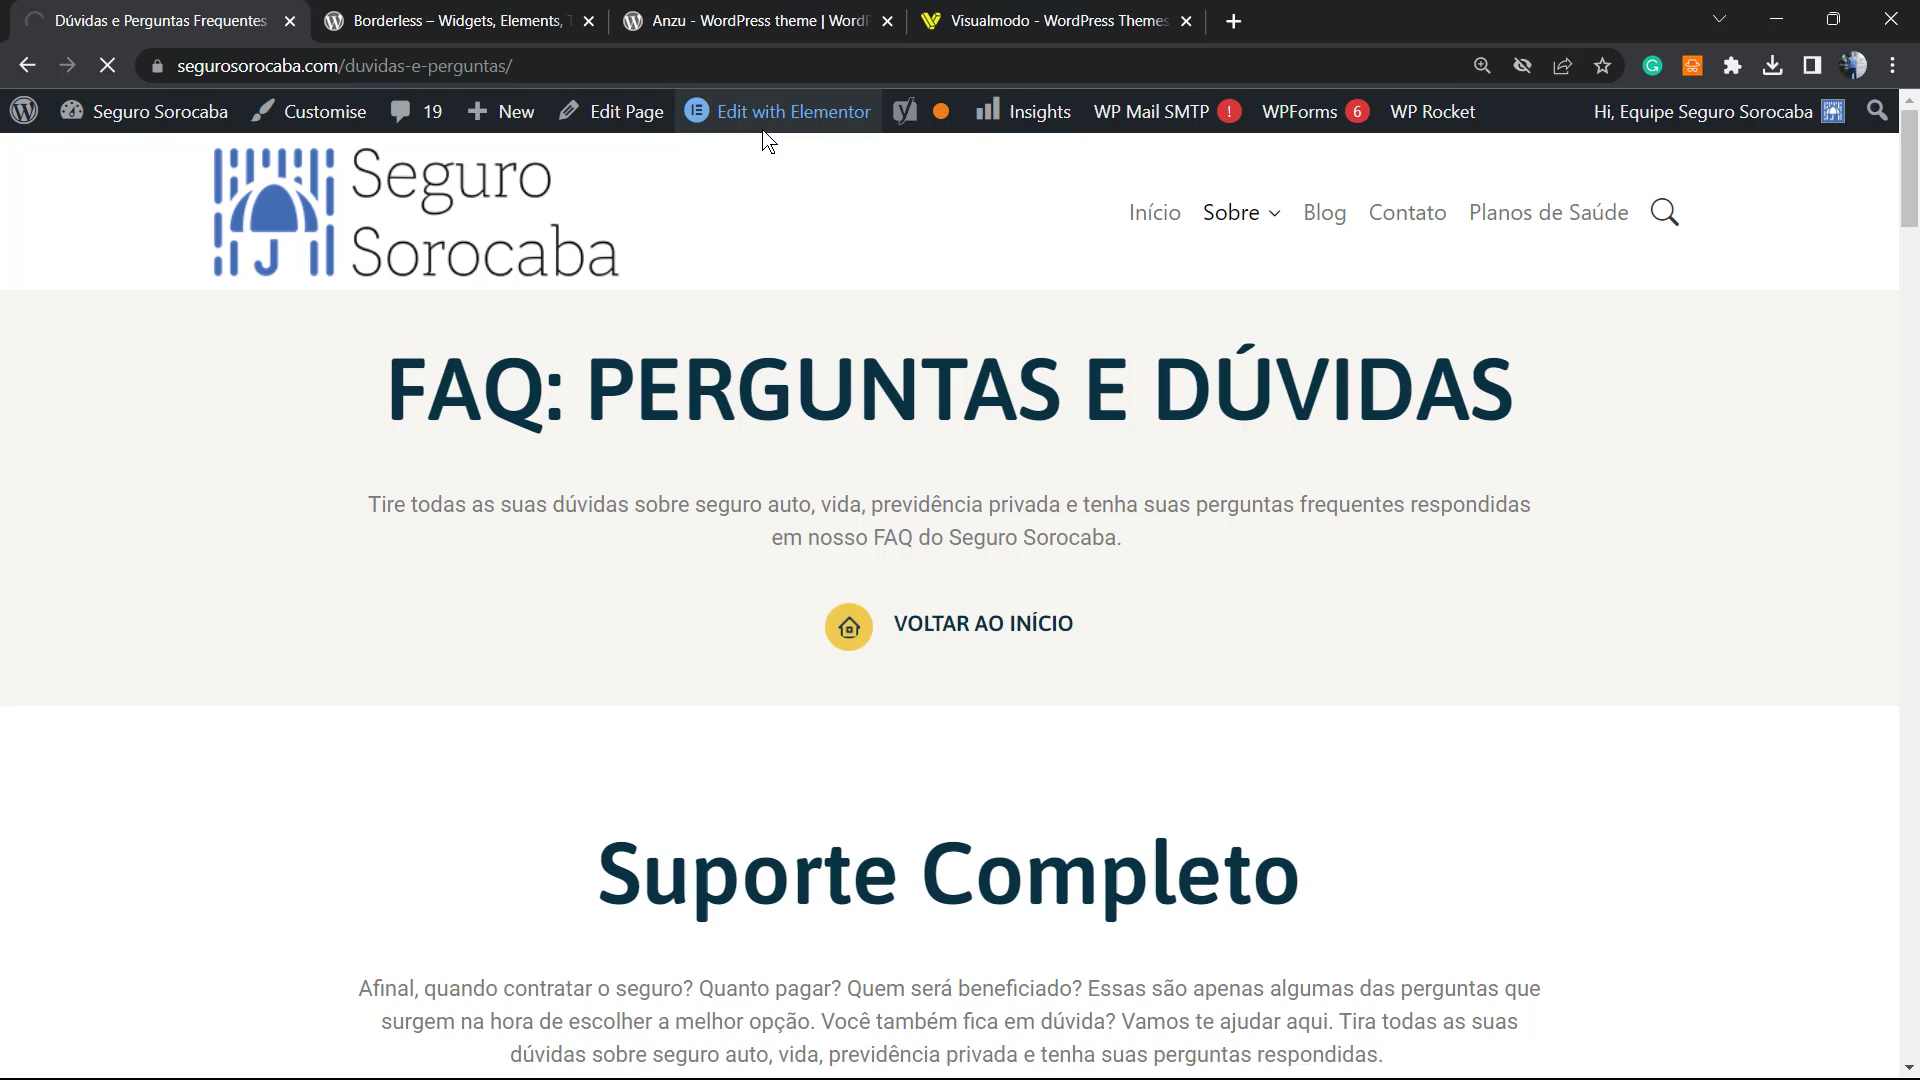 Dúvidas e Perguntas Frequentes
Borderless – Widgets, Elements,
Anzu - WordPress theme | WordP
Visualmodo - WordPress Themes
segurosorocaba.com/duvidas-e-perguntas/
Seguro Sorocaba
Customise
19
New
Edit Page
Edit with Elementor
Insights
WP Mail SMTP !
WPForms 6
WP Rocket
Hi, Equipe Seguro Sorocaba
Seguro
Sorocaba
Início
Sobre
Blog
Contato
Planos de Saúde
FAQ: PERGUNTAS E DÚVIDAS
Tire todas as suas dúvidas sobre seguro auto, vida, previdência privada e tenha suas perguntas frequentes respondidas
em nosso FAQ do Seguro Sorocaba.
VOLTAR AO INÍCIO
Suporte Completo
Afinal, quando contratar o seguro? Quanto pagar? Quem será beneficiado? Essas são apenas algumas das perguntas que
surgem na hora de escolher a melhor opção. Você também fica em dúvida? Vamos te ajudar aqui. Tira todas as suas
dúvidas sobre seguro auto, vida, previdência privada e tenha suas perguntas respondidas.